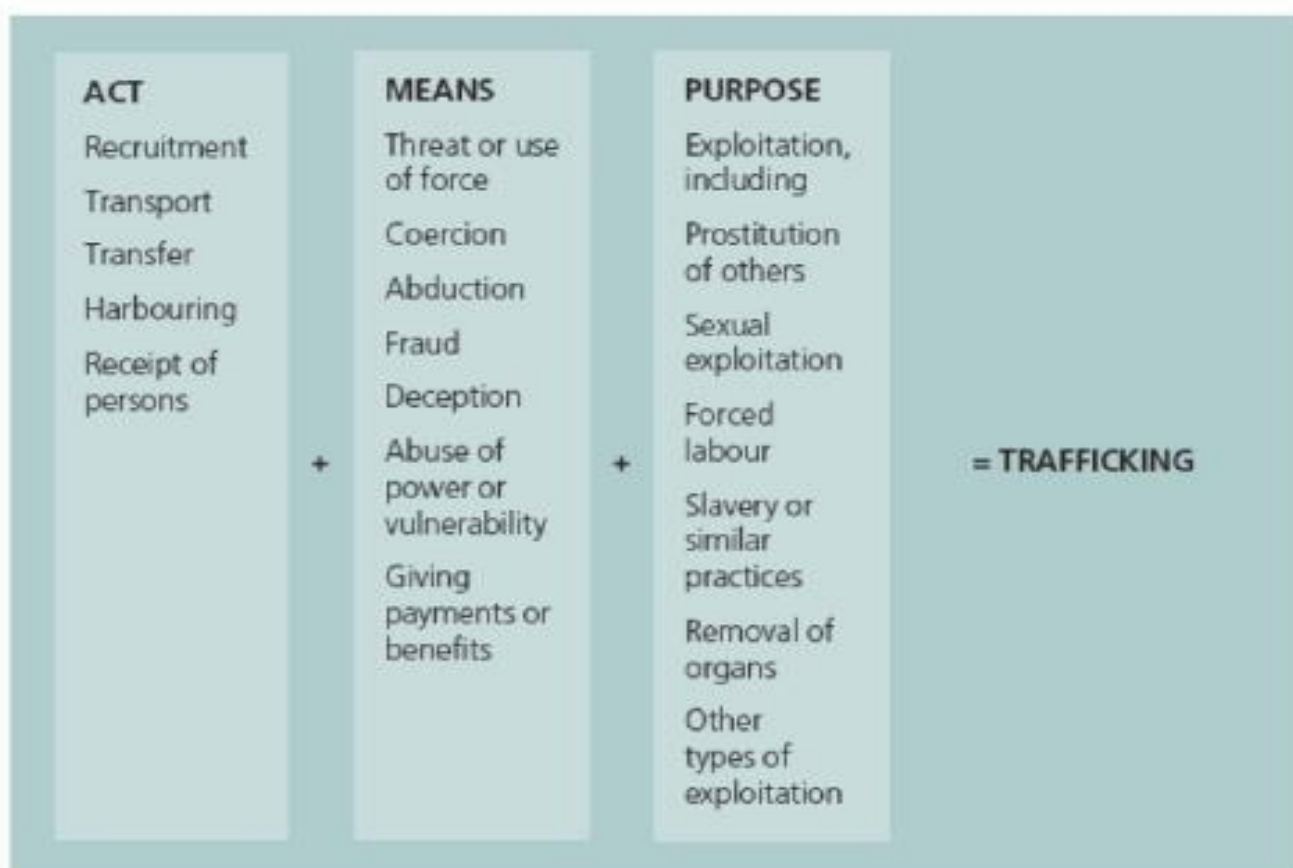 ACT
Recruitment
Transport
Transfer
Harbouring
Receipt of
persons
+
MEANS
Threat or use
of force
Coercion
Abduction
Fraud
Deception
Abuse of
power or
vulnerability
Giving
payments or
benefits
+
PURPOSE
Exploitation,
including
Prostitution
of others
Sexual
exploitation
Forced
labour
Slavery or
similar
practices
Removal of
organs
Other
types of
exploitation
= TRAFFICKING